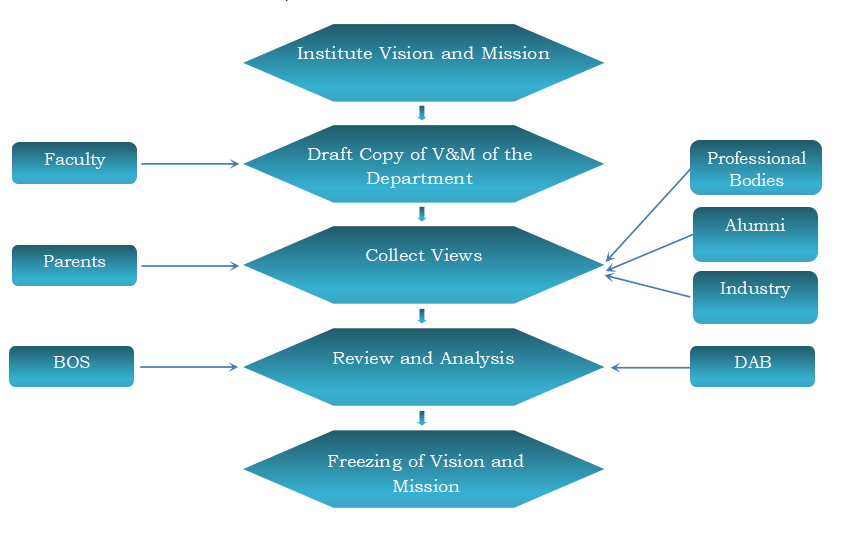 Institute Vision and Mission
Faculty
Draft Copy of V&M of the
Department
Professional
Bodies
Alumni
Parents
Collect Views
Industry
BOS
Review and Analysis
DAB
Freezing of Vision and
Mission